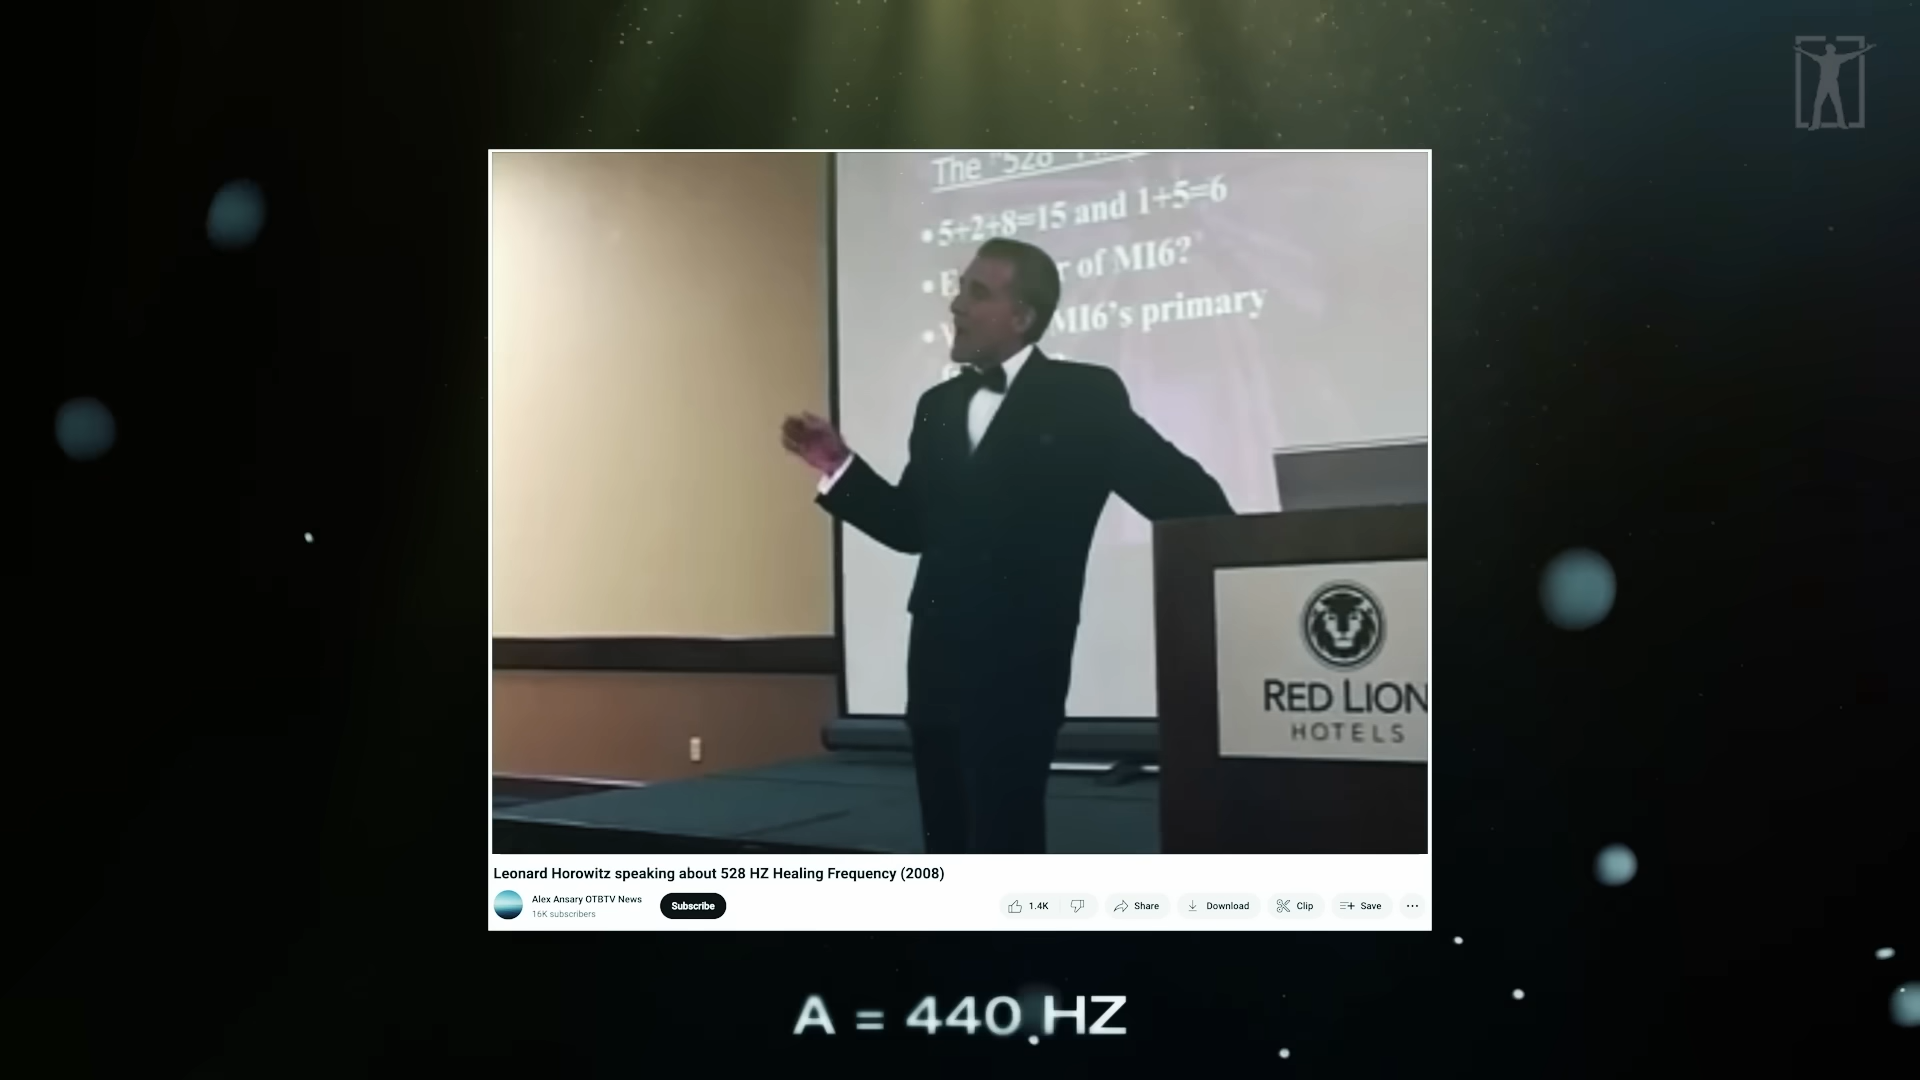 The "528"
• 5+2+8=15 and 1+5=6
• of MI6?
• MI6's primary
RED LION
HOTELS
Leonard Horowitz speaking about 528 HZ Healing Frequency (2008)
Alex Ansary OTBTV News
16K subscribers
Subscribe
1.4K
Share
Download
Clip
Save
A = 440 HZ